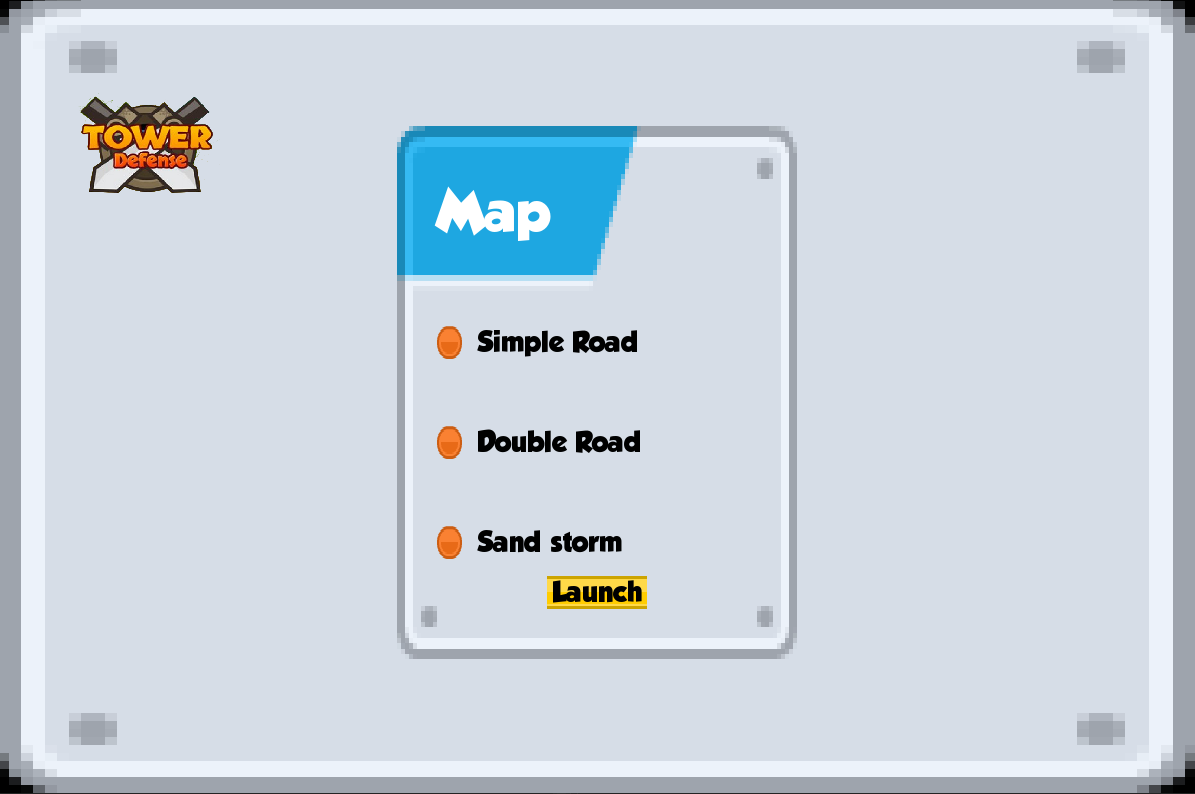 TOWER
Defense
Map
Simple Road
Double Road
Sand storm
Launch